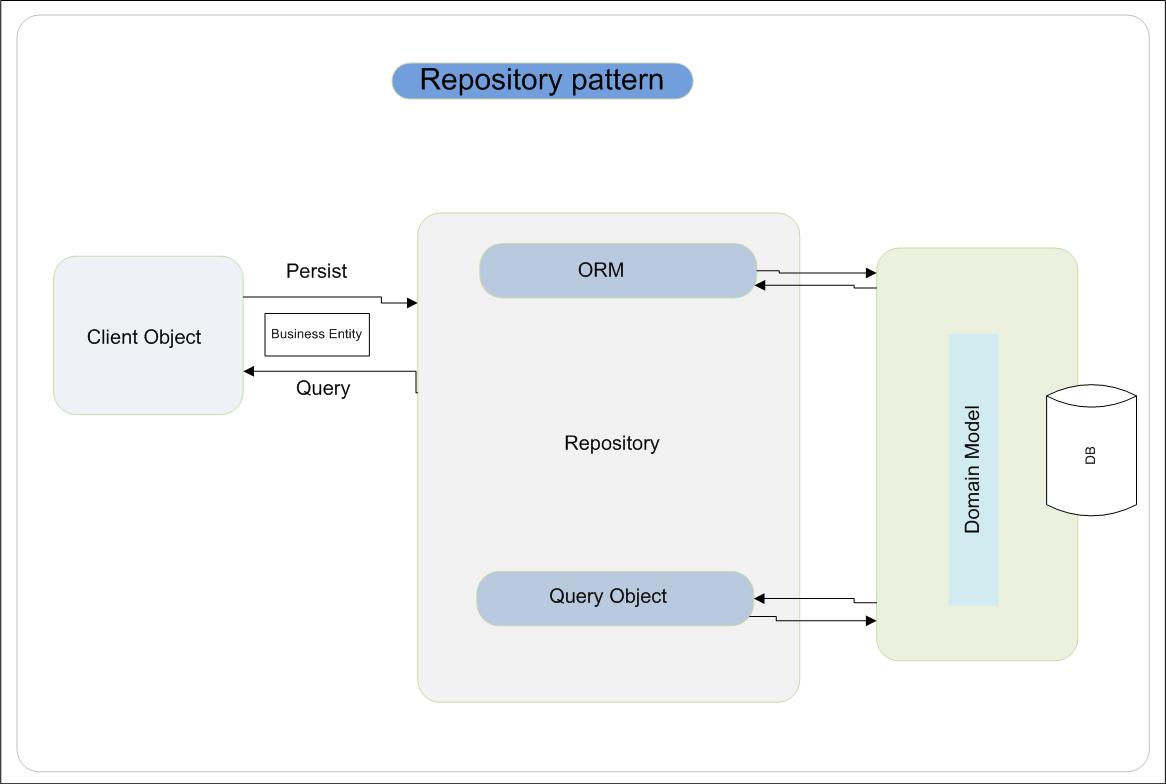 Repository pattern
Persist
Client Object
Business Entity
Query
ORM
Repository
Query Object
Domain Model
DB